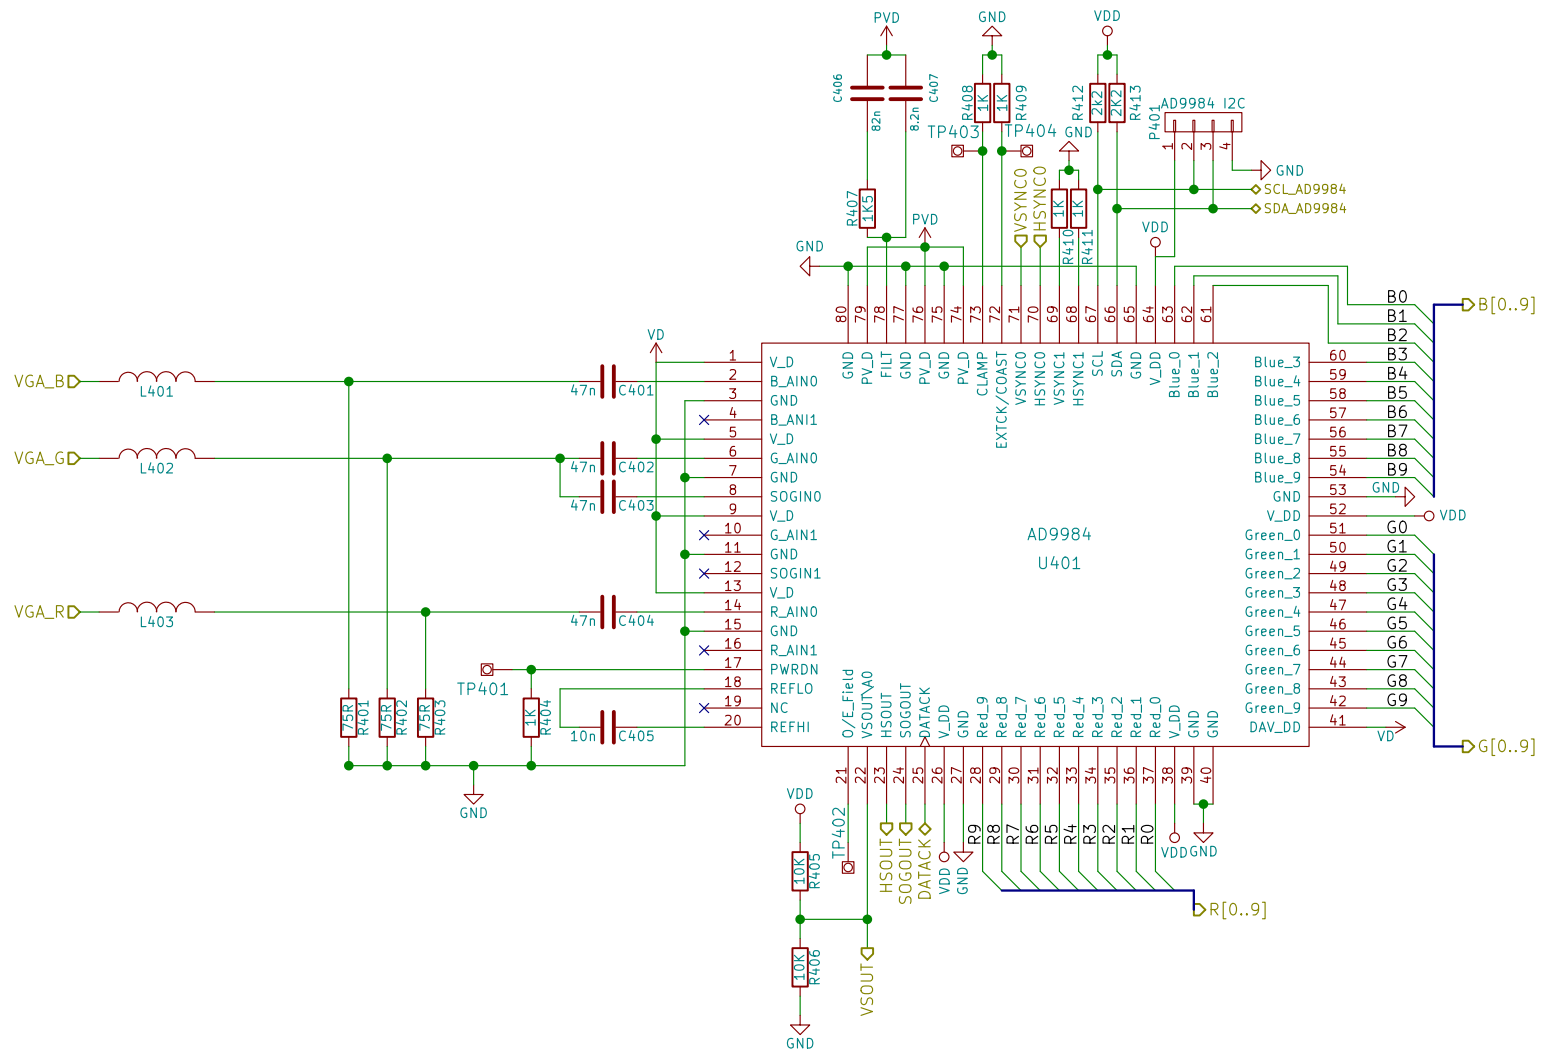 PVD
GND
VDD
C406
82n
C407
8.2n
R408
1K
1K
R409
R412
2k2
2K2
R413
P401
AD9984 I2C
1
2
3
4
GND
TP403
TP404
GND
SCL_AD9984
SDA_AD9984
R407
1K5
VSYNC0
HSYNC0
1K
R410
1K
R411
PVD
VDD
GND
80
79
78
77
76
75
74
73
72
71
70
69
68
67
66
65
64
63
62
61
GND
PV_D
FILT
GND
PV_D
GND
PV_D
CLAMP
EXTCK/COAST
VSYNC0
HSYNC0
VSYNC1
HSYNC1
SCL
SDA
GND
V_DD
Blue_0
Blue_1
Blue_2
B0
B[0..9]
B1
B2
VD
1 V_D
Blue_3 60 B3
VGA_B
L401
47n C401
2 B_AIN0
Blue_4 59 B4
3 GND
Blue_5 58 B5
4 B_ANI1
Blue_6 57 B6
5 V_D
Blue_7 56 B7
VGA_G
L402
47n C402
6 G_AIN0
Blue_8 55 B8
7 GND
Blue_9 54 B9
47n C403
8 SOGIN0
GND 53 GND
9 V_D
V_DD 52 VDD
10 G_AIN1
AD9984
Green_0 51 G0
11 GND
U401
Green_1 50 G1
12 SOGIN1
Green_2 49 G2
13 V_D
Green_3 48 G3
VGA_R
L403
47n C404
14 R_AIN0
Green_4 47 G4
15 GND
Green_5 46 G5
16 R_AIN1
Green_6 45 G6
TP401
17 PWRDN
Green_7 44 G7
18 REFLO
Green_8 43 G8
19 NC
Green_9 42 G9
10n C405
20 REFHI
DAV_DD 41 VD
G[0..9]
75R
R401
75R
R402
75R
R403
1K
R404
GND
O/E_Field
VSOUT\A0
HSOUT
SOGOUT
DATACK
V_DD
GND
Red_9
Red_8
Red_7
Red_6
Red_5
Red_4
Red_3
Red_2
Red_1
Red_0
V_DD
GND
GND
21
22
23
24
25
26
27
28
29
30
31
32
33
34
35
36
37
38
39
40
VDD
TP402
HSOUT
SOGOUT
DATACK
VDD
GND
R9
R8
R7
R6
R5
R4
R3
R2
R1
R0
VDD
GND
10K
R405
R[0..9]
10K
R406
VSOUT
GND